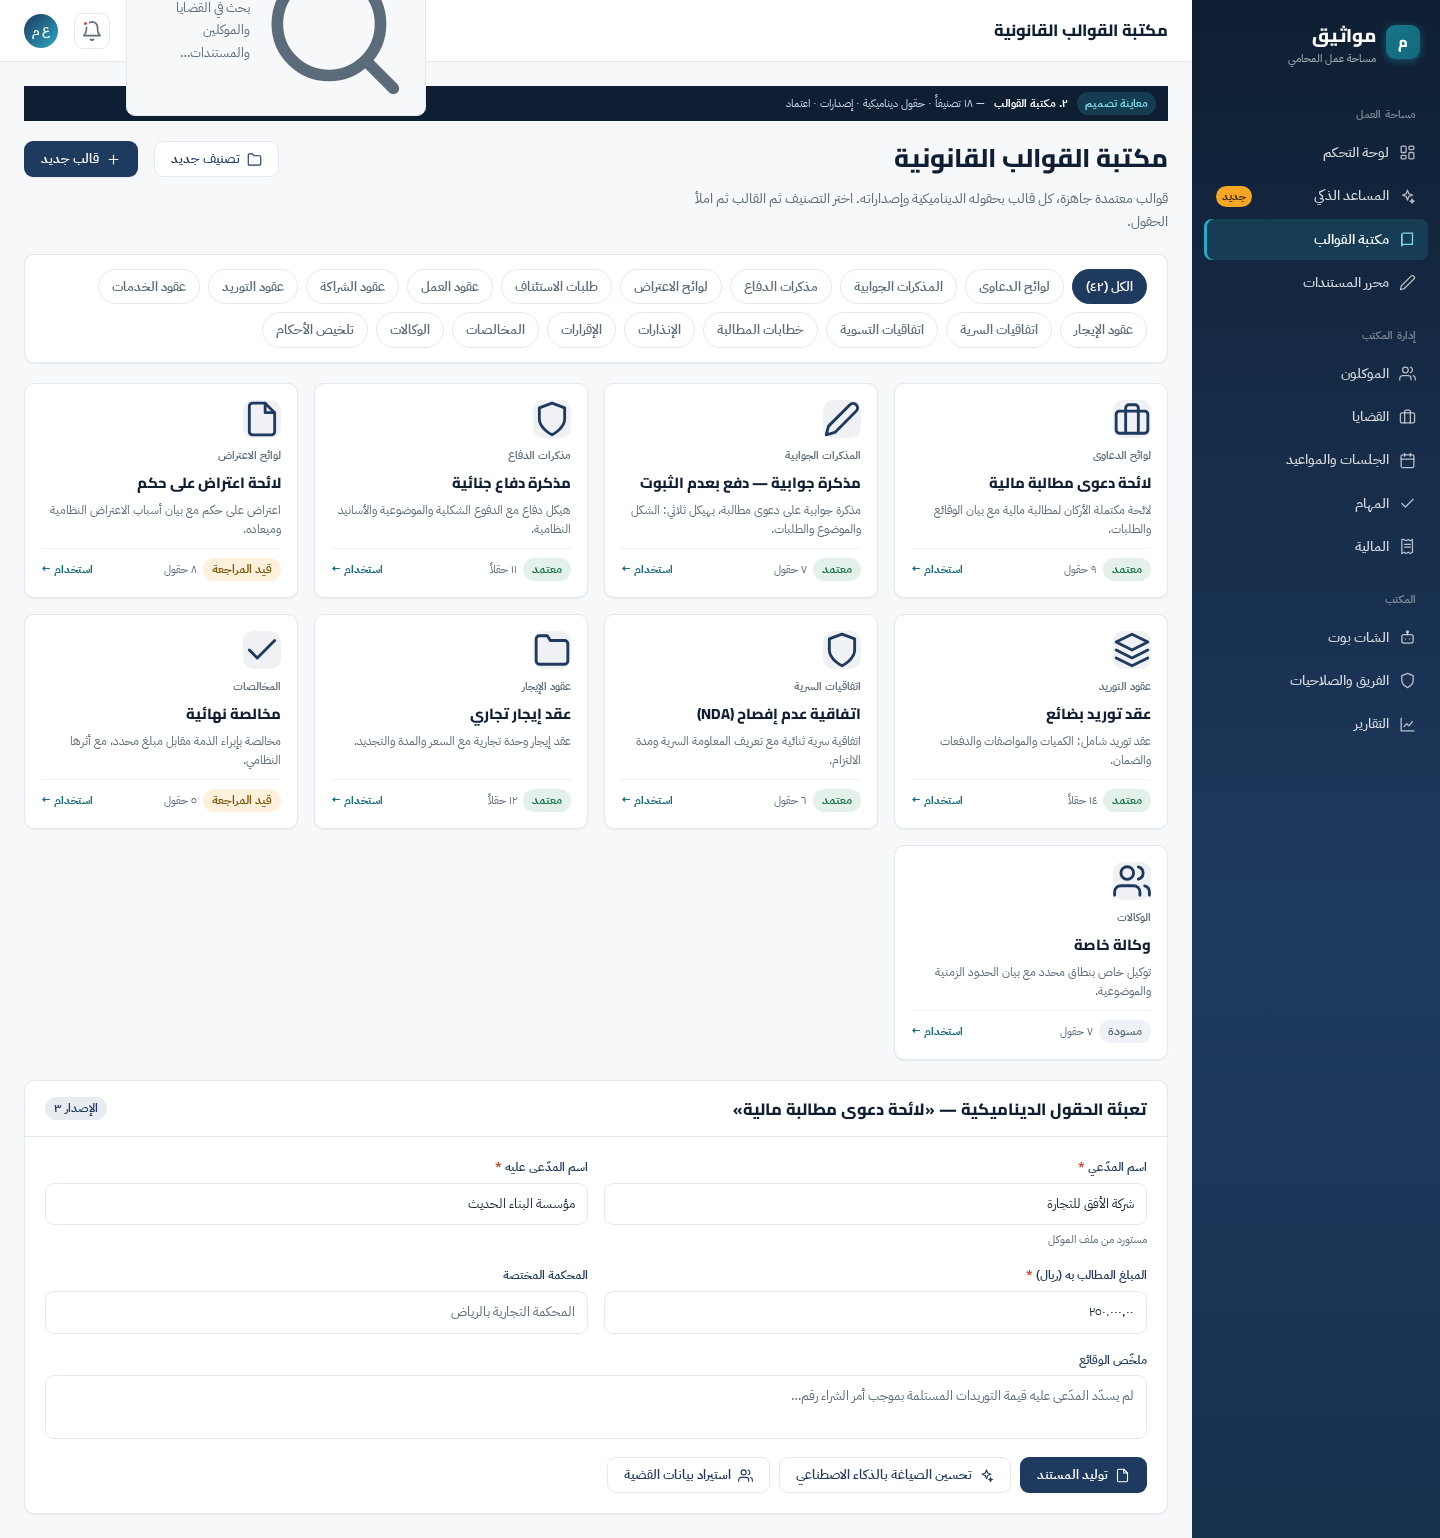 م
مواثيق
مساحة عمل المحامي
مساحة العمل
لوحة التحكم
المساعد الذكي
جديد
مكتبة القوالب
محرر المستندات
إدارة المكتب
الموكلون
القضايا
الجلسات والمواعيد
المهام
المالية
المكتب
الشات بوت
الفريق والصلاحيات
التقارير
مكتبة القوالب القانونية
بحث في القضايا
والموكلين
والمستندات...
ع م
معاينة تصميم ٢. مكتبة القوالب — ١٨ تصنيفاً · حقول ديناميكية · إصدارات · اعتماد
مكتبة القوالب القانونية
تصنيف جديد
قالب جديد
قوالب معتمدة جاهزة، كل قالب بحقوله الديناميكية وإصداراته. اختر التصنيف ثم القالب ثم املأ
الحقول.
الكل (٤٢) لوائح الدعاوى المذكرات الجوابية مذكرات الدفاع لوائح الاعتراض طلبات الاستئناف عقود العمل عقود الشراكة عقود التوريد عقود الخدمات
عقود الإيجار اتفاقيات السرية اتفاقيات التسوية خطابات المطالبة الإنذارات الإقرارات المخالصات الوكالات تلخيص الأحكام
لوائح الدعاوى
لائحة دعوى مطالبة مالية
لائحة مكتملة الأركان لمطالبة مالية مع بيان الوقائع
والطلبات.
معتمد ٩ حقول استخدام ←
المذكرات الجوابية
مذكرة جوابية — دفع بعدم الثبوت
مذكرة جوابية على دعوى مطالبة، بهيكل ثلاثي: الشكل
والموضوع والطلبات.
معتمد ٧ حقول استخدام ←
مذكرات الدفاع
مذكرة دفاع جنائية
هيكل دفاع مع الدفوع الشكلية والموضوعية والأسانيد
النظامية.
معتمد ١١ حقلاً استخدام ←
لوائح الاعتراض
لائحة اعتراض على حكم
اعتراض على حكم مع بيان أسباب الاعتراض النظامية
وميعاده.
قيد المراجعة ٨ حقول استخدام ←
عقود التوريد
عقد توريد بضائع
عقد توريد شامل: الكميات والمواصفات والدفعات
والضمان.
معتمد ١٤ حقلاً استخدام ←
اتفاقيات السرية
اتفاقية عدم إفصاح (NDA)
اتفاقية سرية ثنائية مع تعريف المعلومة السرية ومدة
الالتزام.
معتمد ٦ حقول استخدام ←
عقود الإيجار
عقد إيجار تجاري
عقد إيجار وحدة تجارية مع السعر والمدة والتجديد.
معتمد ١٢ حقلاً استخدام ←
المخالصات
مخالصة نهائية
مخالصة بإبراء الذمة مقابل مبلغ محدد، مع أثرها
النظامي.
قيد المراجعة ٥ حقول استخدام ←
الوكالات
وكالة خاصة
توكيل خاص بنطاق محدد مع بيان الحدود الزمنية
والموضوعية.
مسودة ٧ حقول استخدام ←
تعبئة الحقول الديناميكية — «لائحة دعوى مطالبة مالية»
الإصدار ٣
اسم المدّعي *
شركة الأفق للتجارة
مستورد من ملف الموكل
اسم المدّعى عليه *
مؤسسة البناء الحديث
المبلغ المطالب به (ريال) *
٢٥٠,٠٠٠,٠٠
المحكمة المختصة
المحكمة التجارية بالرياض
ملخّص الوقائع
لم يسدّد المدّعى عليه قيمة التوريدات المستلمة بموجب أمر الشراء رقم...
توليد المستند
تحسين الصياغة بالذكاء الاصطناعي
استيراد بيانات القضية